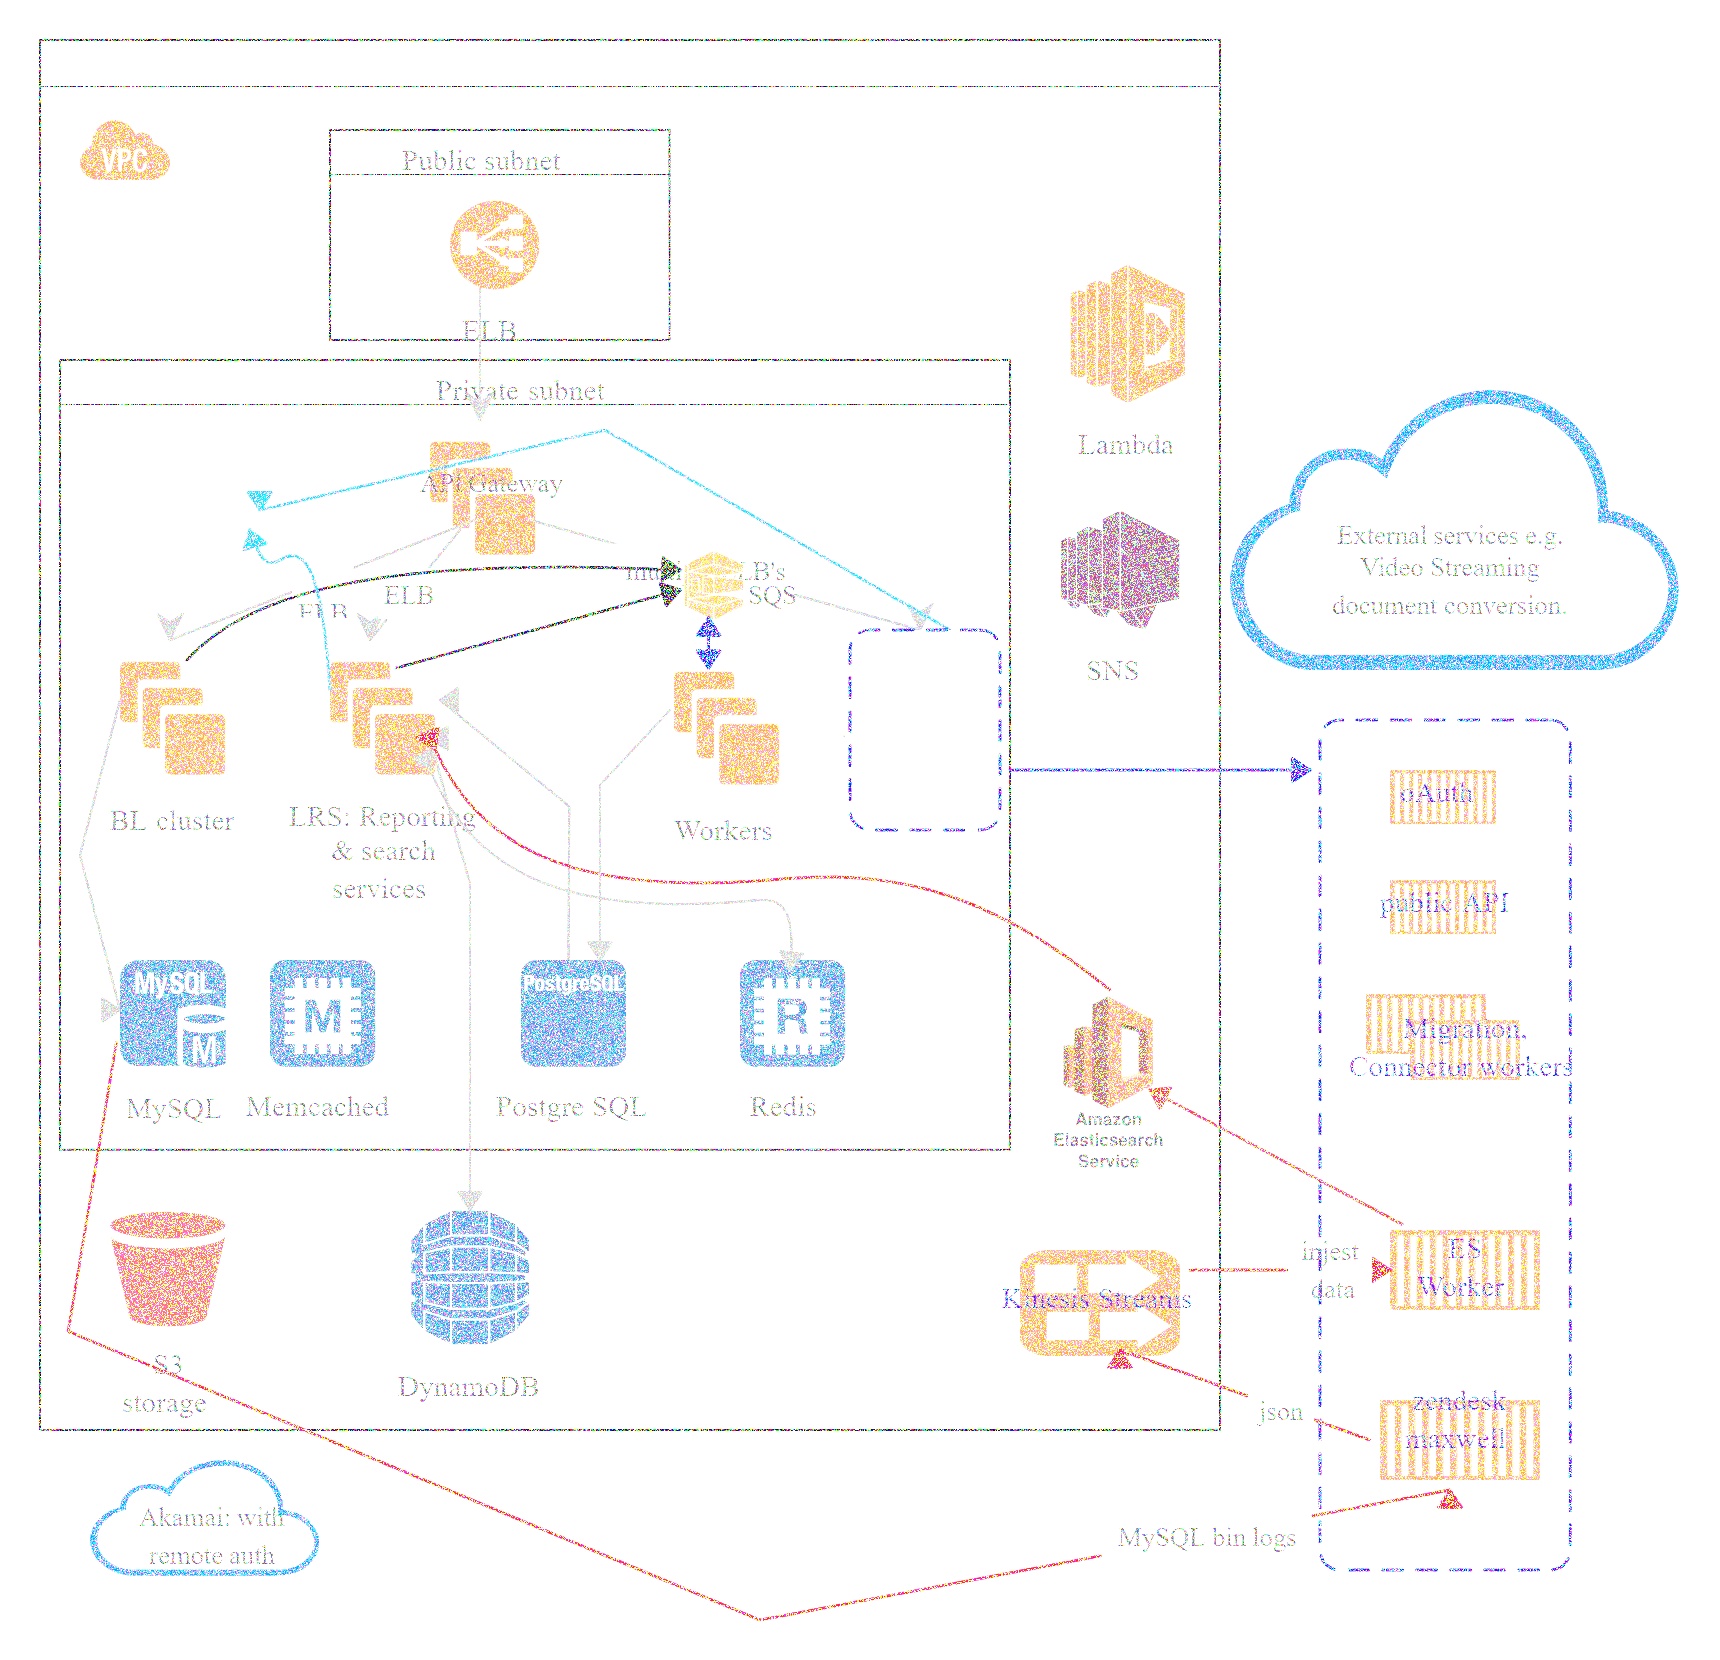 VPC
Public subnet
ELB
Private subnet
API Gateway
ELB
ELB
LB's
SQS
Lambda
SNS
External services e.g.
Video Streaming
document conversion.
BL cluster
LRS: Reporting
& search
services
Workers
oAuth
public API
Migration,
Connector workers
MySQL
M
M
PostgreSQL
R
MySQL
Memcached
Postgre SQL
Redis
Amazon
Elasticsearch
Service
S3
storage
DynamoDB
Kinesis Streams
injest
data
ES
Worker
json
zendesk
maxwell
Akamai: with
remote auth
MySQL bin logs